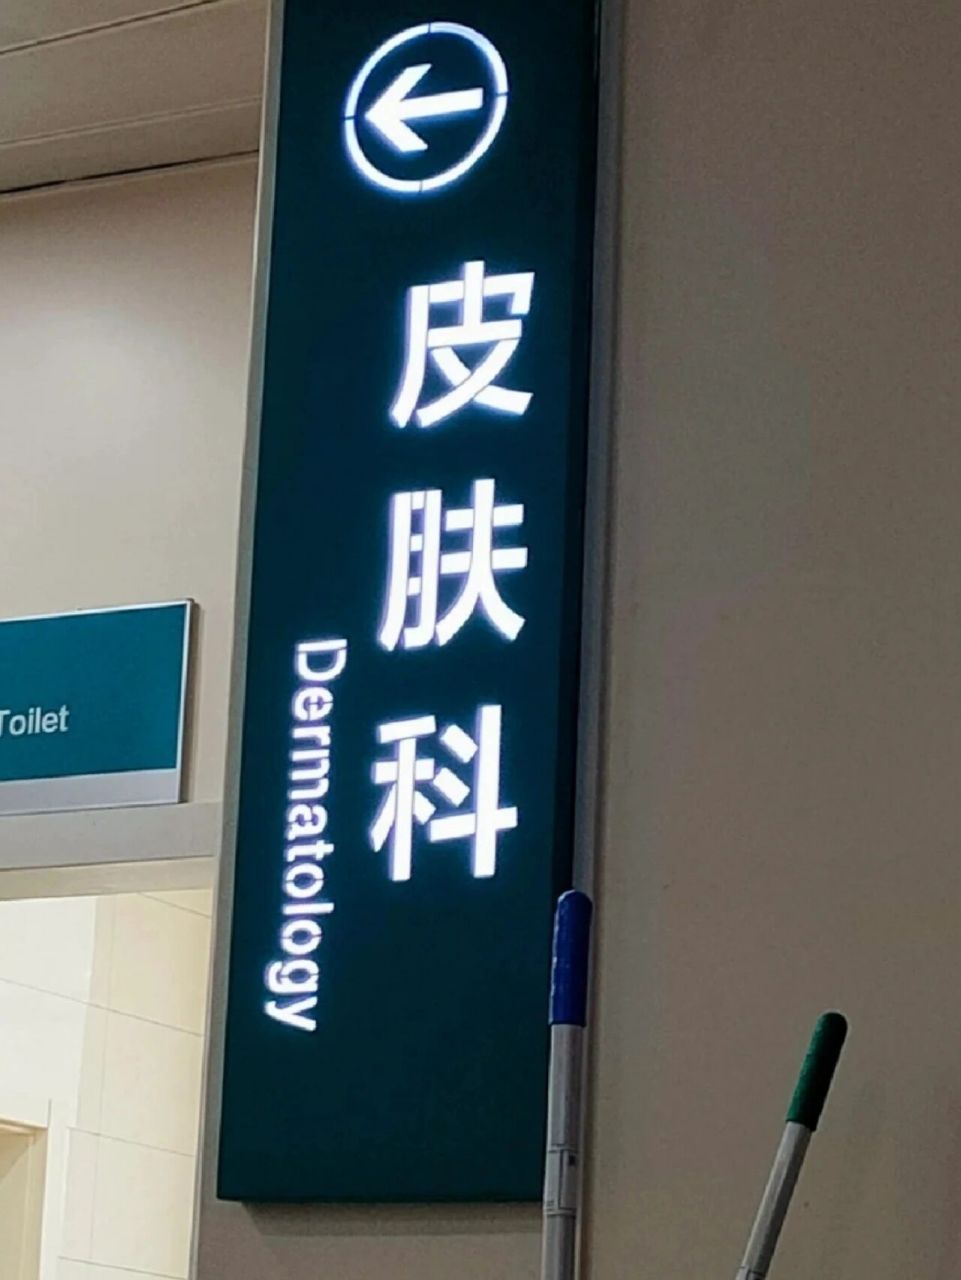 皮肤科
Dermatology
Toilet